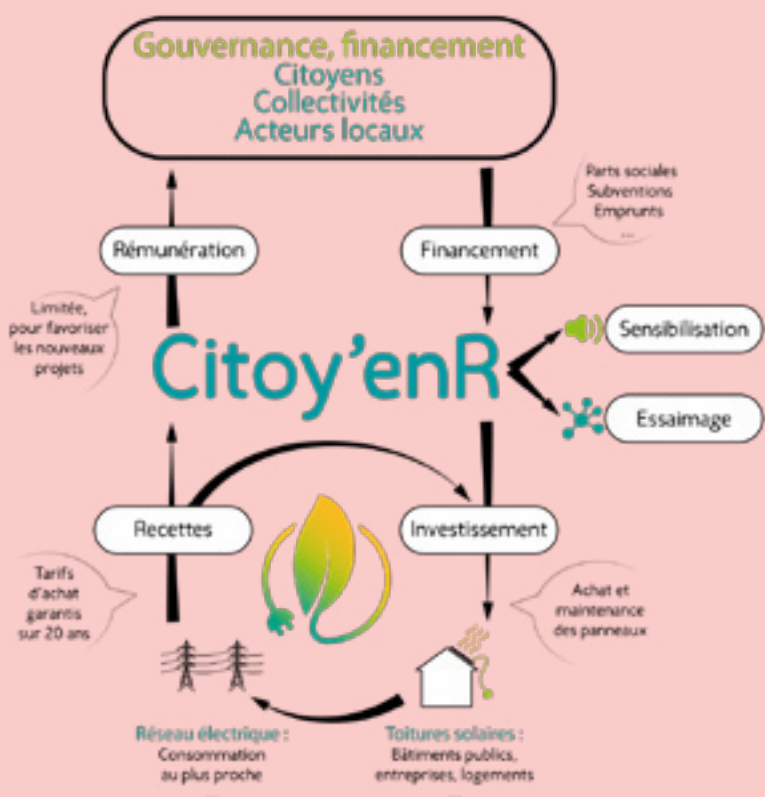 Gouvernance, financement
Citoyens
Collectivités
Acteurs locaux
Parts sociales
Subventions
Emprunts
...
Rémunération
Financement
Limitée,
pour favoriser
les nouveaux
projets
Citoy'enR
Sensibilisation
Essaimage
Recettes
Investissement
Tarifs
d'achat
garantis
sur 20 ans
Achat et
maintenance
des panneaux
Réseau électrique :
Consommation
au plus proche
Toitures solaires :
Bâtiments publics,
entreprises, logements